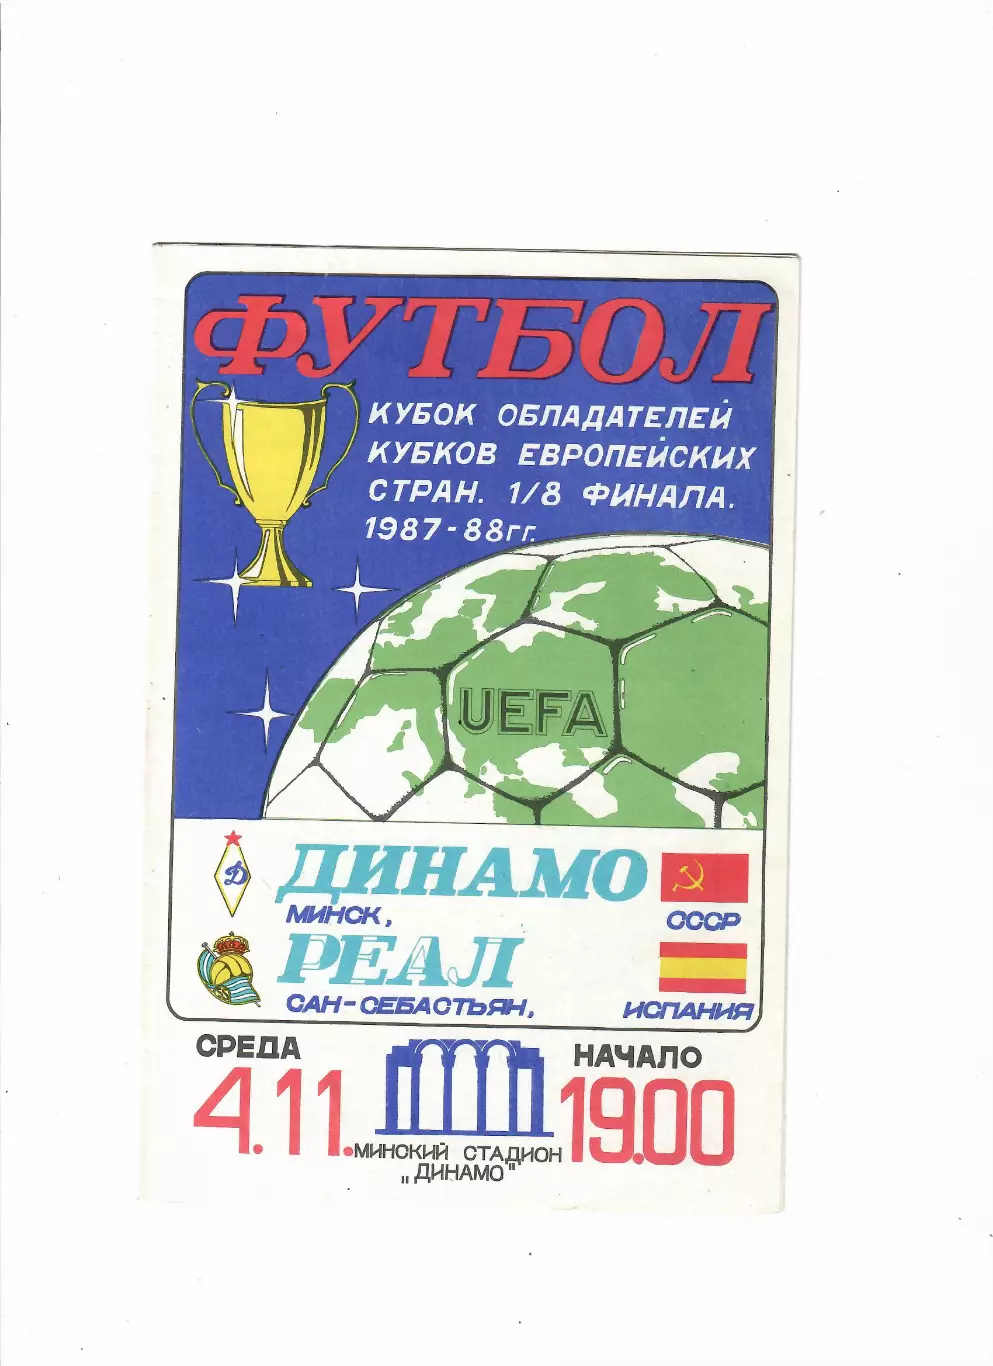 ФУТБОЛ
КУБОК ОБЛАДАТЕЛЕЙ
КУБКОВ ЕВРОПЕЙСКИХ
СТРАН. 1/8 ФИНАЛА.
1987-88гг.
UEFA
Д
ДИНАМО
МИНСК,
СССР
РЕАЛ
САН-СЕБАСТЬЯН,
ИСПАНИЯ
СРЕДА
4.11.
НАЧАЛО
19.00
МИНСКИЙ СТАДИОН
„ДИНАМО"